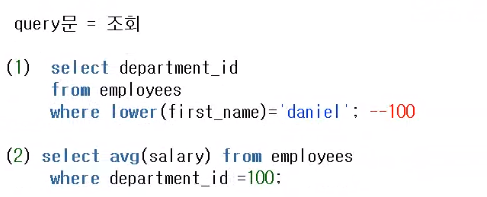 query문 = 조회
(1) select department_id
from employees
where lower(first_name)='daniel'; --100
(2) select avg(salary) from employees
where department_id =100;